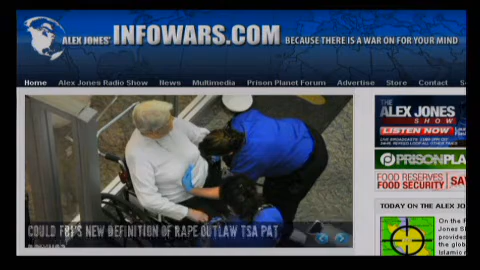 ALEX JONES' INFOWARS.COM BECAUSE THERE IS A WAR ON FOR YOUR MIND
Home Alex Jones Radio Show News Multimedia Prison Planet Forum Advertise Store Contact
THE
ALEX JONES
SHOW
LISTEN NOW
PRISONPLA
FOOD RESERVES
FOOD SECURITY SA
COULD FBI'S NEW DEFINITION OF RAPE OUTLAW TSA PAT
TODAY ON THE ALEX JO
On the F
Jones S
provides
the glob
Islamic